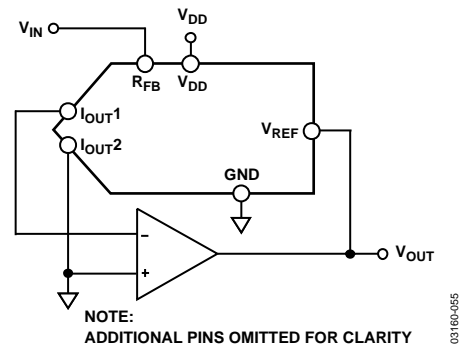 VDD
VIN
RFB
VDD
IOUT1
IOUT2
VREF
GND
–
+
VOUT
NOTE:
ADDITIONAL PINS OMITTED FOR CLARITY
03160-055